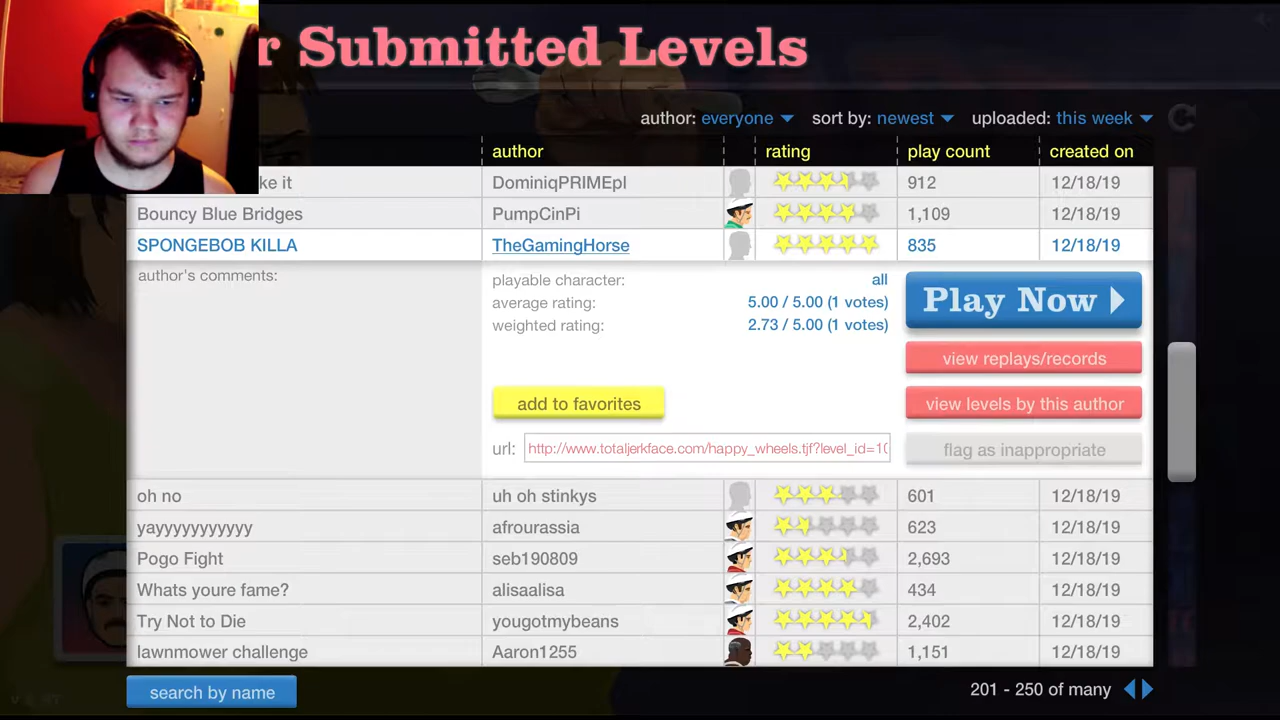 r Submitted Levels
author: everyone sort by: newest uploaded: this week
author rating play count created on
ke it DominiqPRIMEpl 912 12/18/19
Bouncy Blue Bridges PumpCinPi 1,109 12/18/19
SPONGEBOB KILLA TheGamingHorse 835 12/18/19
author's comments: playable character: all
average rating: 5.00 / 5.00 (1 votes) Play Now
weighted rating: 2.73 / 5.00 (1 votes)
view replays/records
add to favorites view levels by this author
url: http://www.totaljerkface.com/happy_wheels.tjf?level_id=10 flag as inappropriate
oh no uh oh stinkys 601 12/18/19
yayyyyyyyyyyy afrourassia 623 12/18/19
Pogo Fight seb190809 2,693 12/18/19
Whats youre fame? alisaalisa 434 12/18/19
Try Not to Die yougotmybeans 2,402 12/18/19
lawnmower challenge Aaron1255 1,151 12/18/19
search by name 201 - 250 of many